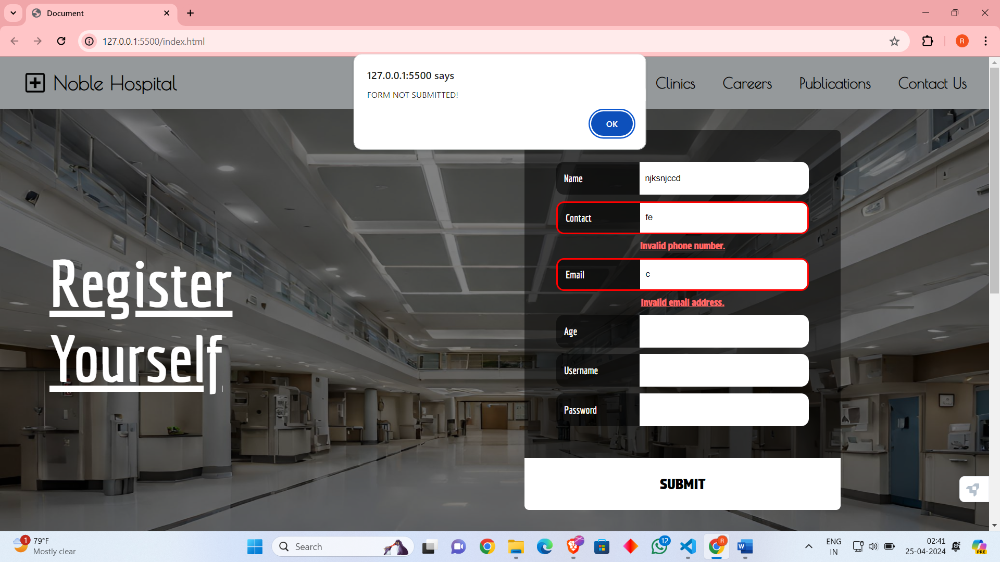 Document
127.0.0.1:5500/index.html
R
Noble Hospital
Clinics
Careers
Publications
Contact Us
127.0.0.1:5500 says
FORM NOT SUBMITTED!
OK
Register
Yourself
Name
njksnjccd
Contact
fe
Invalid phone number.
Email
c
Invalid email address.
Age
Username
Password
SUBMIT
1
79°F
Mostly clear
Search
12
R
W
ENG
IN
02:41
25-04-2024
PRE